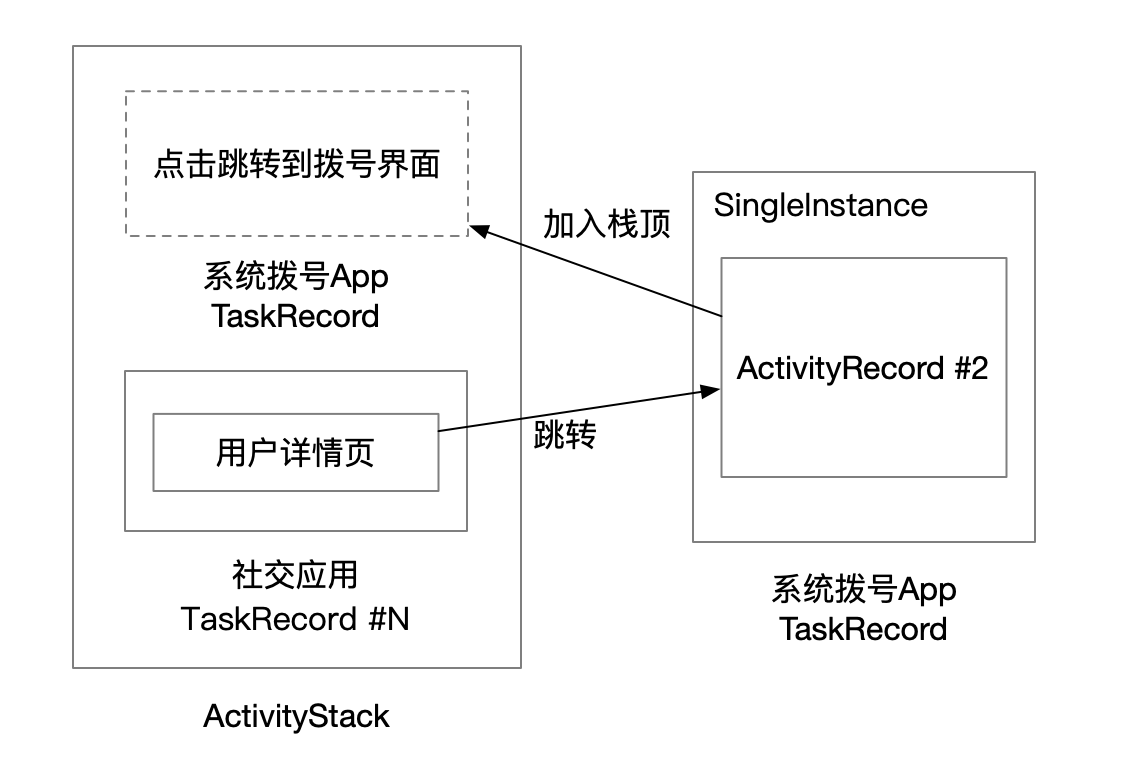 点击跳转到拨号界面
系统拨号App
TaskRecord
用户详情页
社交应用
TaskRecord #N
ActivityStack
加入栈顶
跳转
SingleInstance
ActivityRecord #2
系统拨号App
TaskRecord